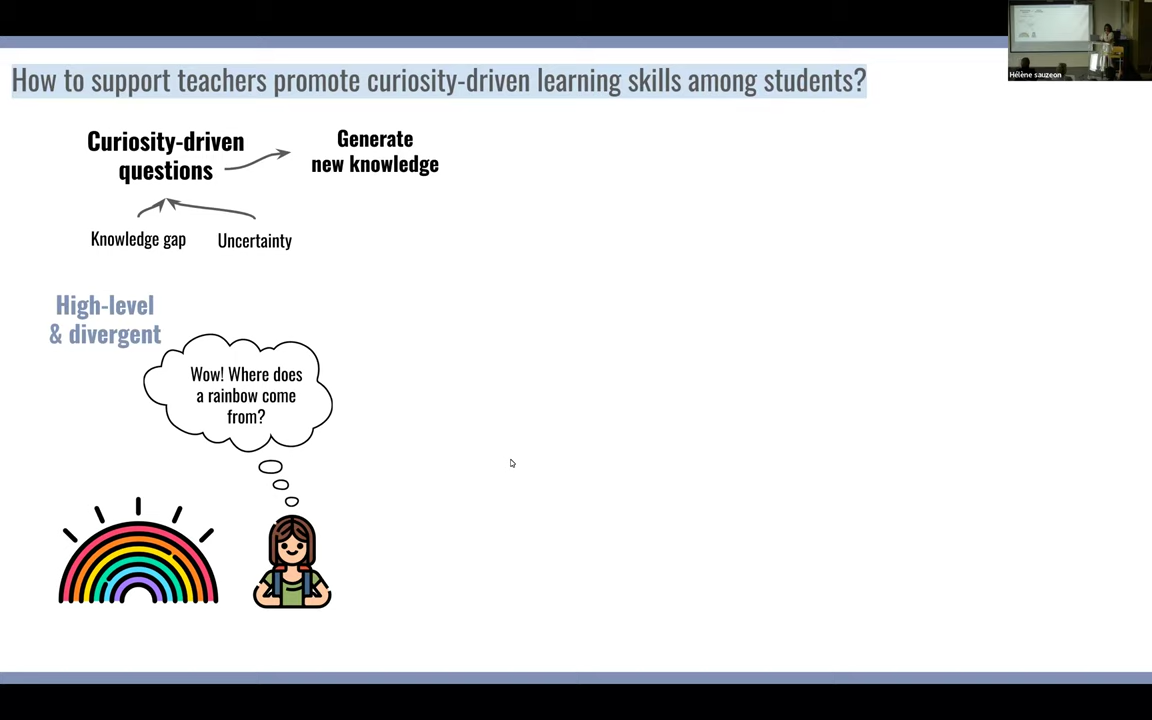 Hélène sauzeon
How to support teachers promote curiosity-driven learning skills among students?
Curiosity-driven
questions
Generate
new knowledge
Knowledge gap
Uncertainty
High-level
& divergent
Wow! Where does
a rainbow come
from?